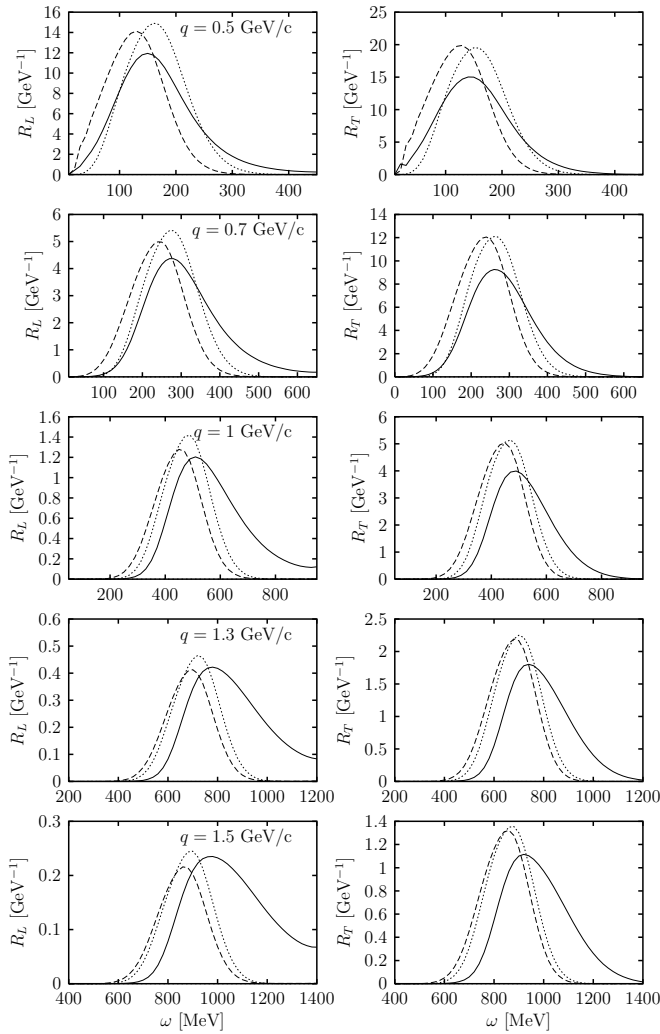 16
14
12
10
8
6
4
2
0
R_L [GeV⁻¹]
q = 0.5 GeV/c
100 200 300 400
25
20
15
10
5
0
R_T [GeV⁻¹]
100 200 300 400
6
5
4
3
2
1
0
R_L [GeV⁻¹]
q = 0.7 GeV/c
100 200 300 400 500 600
14
12
10
8
6
4
2
0
R_T [GeV⁻¹]
0 100 200 300 400 500 600
1.6
1.4
1.2
1
0.8
0.6
0.4
0.2
0
R_L [GeV⁻¹]
q = 1 GeV/c
200 400 600 800
6
5
4
3
2
1
0
R_T [GeV⁻¹]
200 400 600 800
0.6
0.5
0.4
0.3
0.2
0.1
0
R_L [GeV⁻¹]
q = 1.3 GeV/c
200 400 600 800 1000 1200
2.5
2
1.5
1
0.5
0
R_T [GeV⁻¹]
200 400 600 800 1000 1200
0.3
0.2
0.1
0
R_L [GeV⁻¹]
q = 1.5 GeV/c
400 600 800 1000 1200 1400
ω [MeV]
1.4
1.2
1
0.8
0.6
0.4
0.2
0
R_T [GeV⁻¹]
400 600 800 1000 1200 1400
ω [MeV]